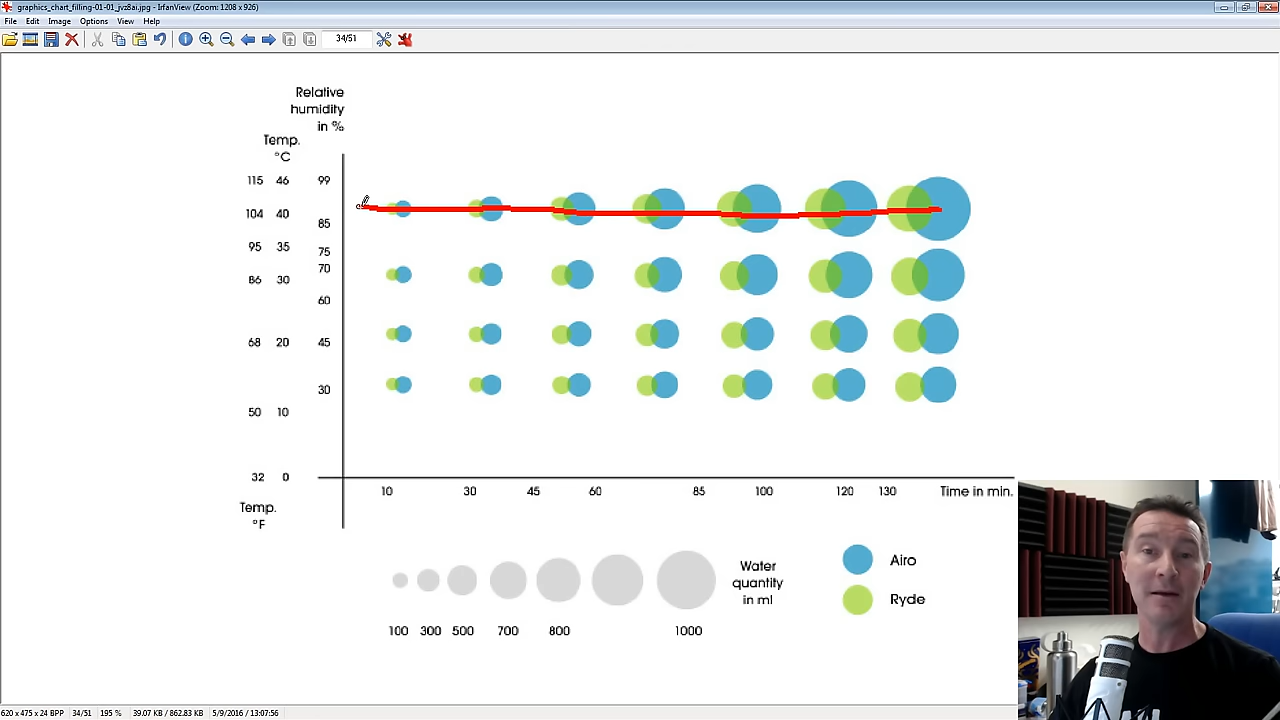 graphics_chart_filling-01-01_jvz8ai.jpg - IrfanView (Zoom: 1208 x 926)
File Edit Image Options View Help
34/51
Relative
humidity
in %
Temp.
°C
115 46 99
104 40
85
95 35
75
70
86 30
60
68 20 45
30
50 10
32 0
10 30 45 60 85 100 120 130 Time in min.
Temp.
°F
Water
quantity
in ml
100 300 500 700 800 1000
Airo
Ryde
620 x 475 x 24 BPP 34/51 195 % 39.07 KB / 862.83 KB 5/9/2016 / 13:07:56